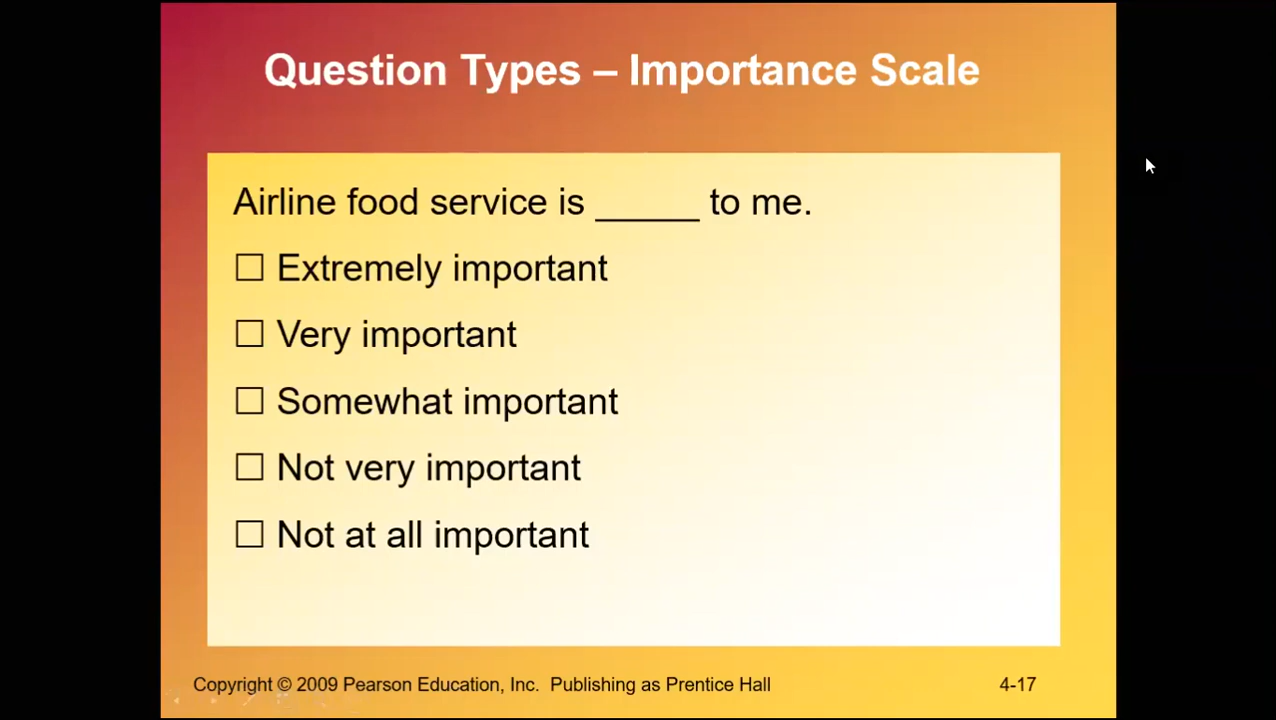 Question Types – Importance Scale
Airline food service is _____ to me.
☐ Extremely important
☐ Very important
☐ Somewhat important
☐ Not very important
☐ Not at all important
Copyright © 2009 Pearson Education, Inc. Publishing as Prentice Hall 4-17